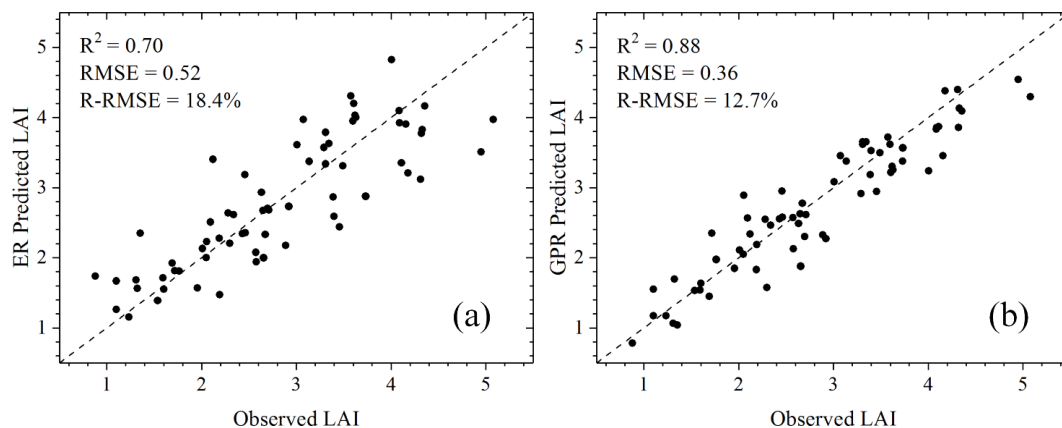 R² = 0.70
RMSE = 0.52
R-RMSE = 18.4%
ER Predicted LAI
5
4
3
2
1
(a)
1 2 3 4 5
Observed LAI
R² = 0.88
RMSE = 0.36
R-RMSE = 12.7%
GPR Predicted LAI
5
4
3
2
1
(b)
1 2 3 4 5
Observed LAI